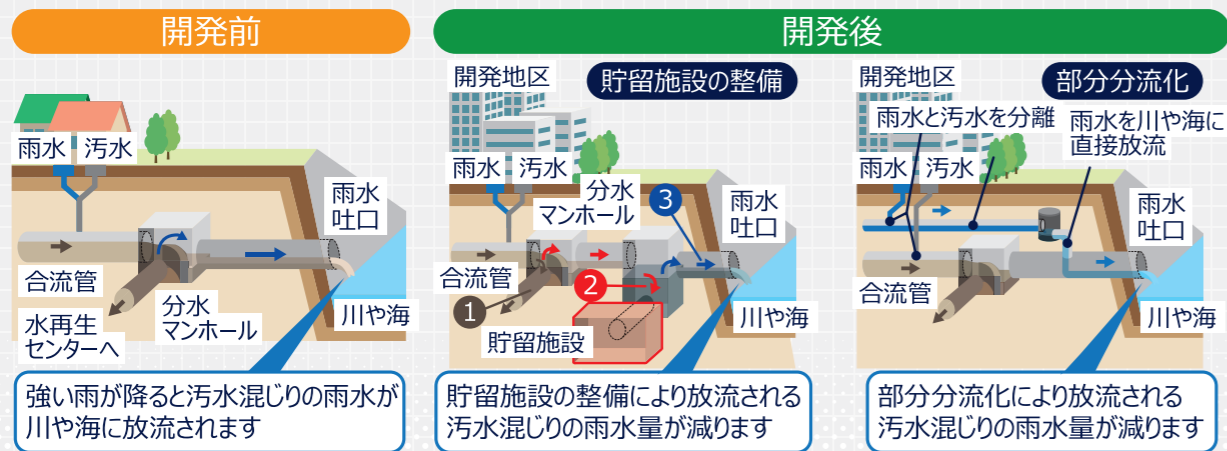 開発前
雨水
汚水
雨水
吐口
合流管
水再生
センターへ
分水
マンホール
川や海
強い雨が降ると汚水混じりの雨水が
川や海に放流されます
開発後
開発地区
貯留施設の整備
雨水
汚水
分水
マンホール
3
雨水
吐口
合流管
1
2
貯留施設
川や海
貯留施設の整備により放流される
汚水混じりの雨水量が減ります
開発地区
部分分流化
雨水と汚水を分離
雨水を川や海に
直接放流
雨水
汚水
雨水
吐口
合流管
川や海
部分分流化により放流される
汚水混じりの雨水量が減ります